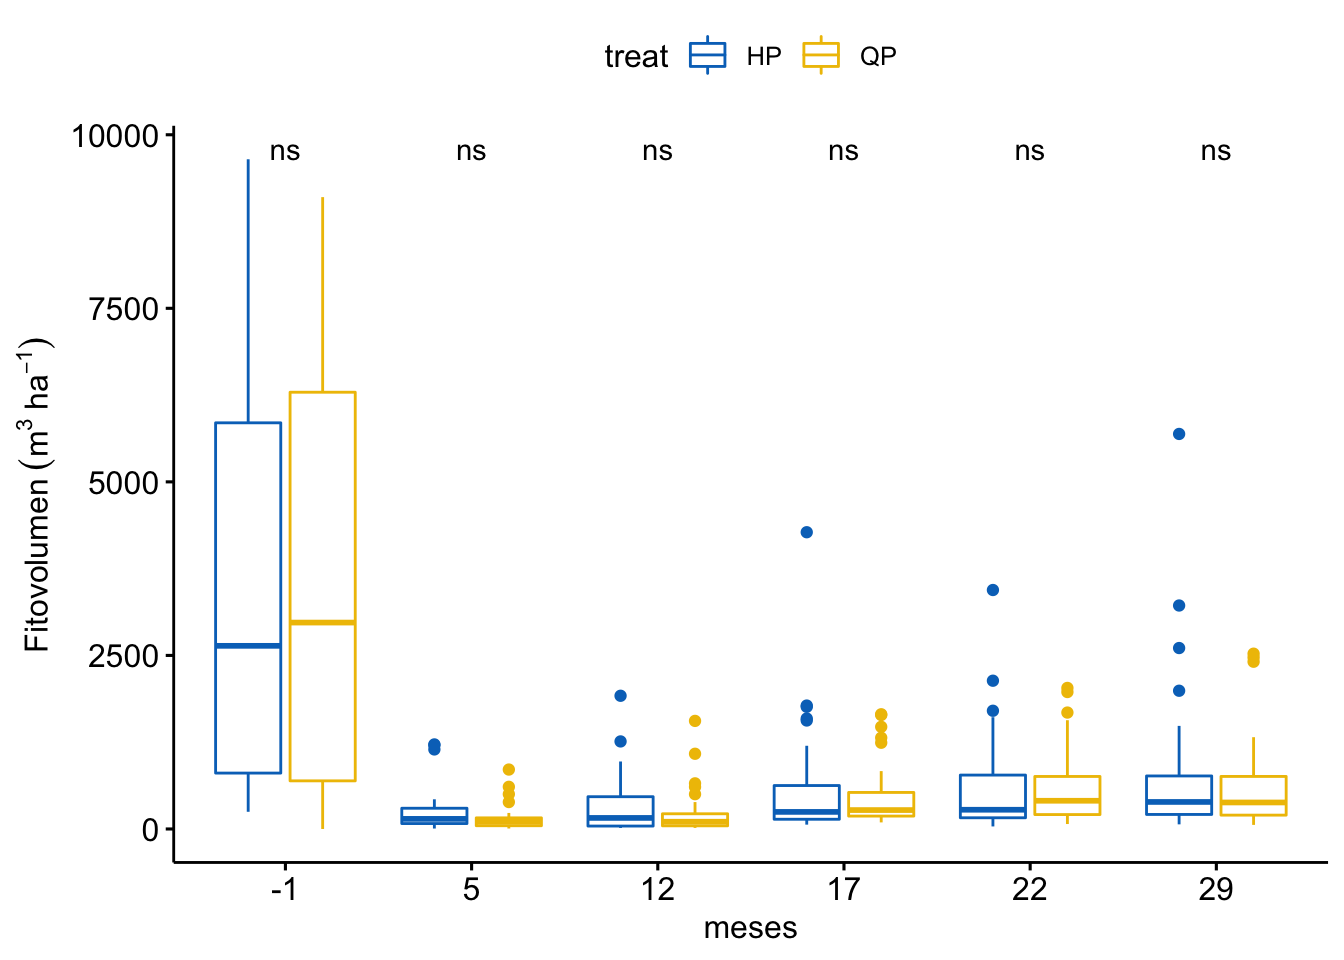 treat HP QP
10000
ns ns ns ns ns ns
7500
5000
2500
0
Fitovolumen (m³ ha⁻¹)
-1 5 12 17 22 29
meses